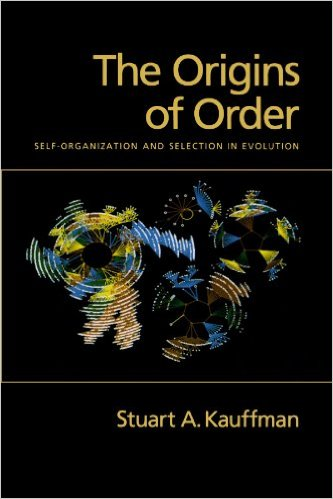 The Origins
of Order
SELF-ORGANIZATION AND SELECTION IN EVOLUTION
Stuart A. Kauffman